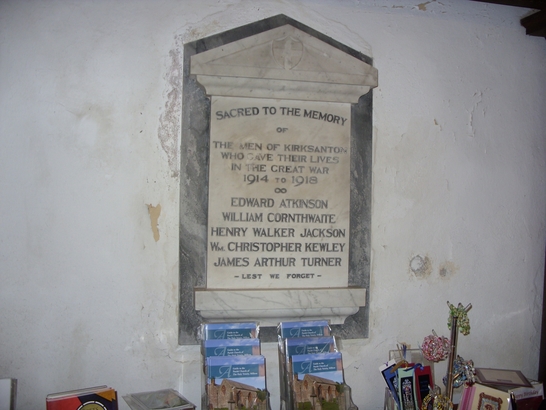 SACRED TO THE MEMORY
OF
THE MEN OF KIRKSANTON
WHO GAVE THEIR LIVES
IN THE GREAT WAR
1914 TO 1918
EDWARD ATKINSON
WILLIAM CORNTHWAITE
HENRY WALKER JACKSON
Wm. CHRISTOPHER KEWLEY
JAMES ARTHUR TURNER
– LEST WE FORGET –